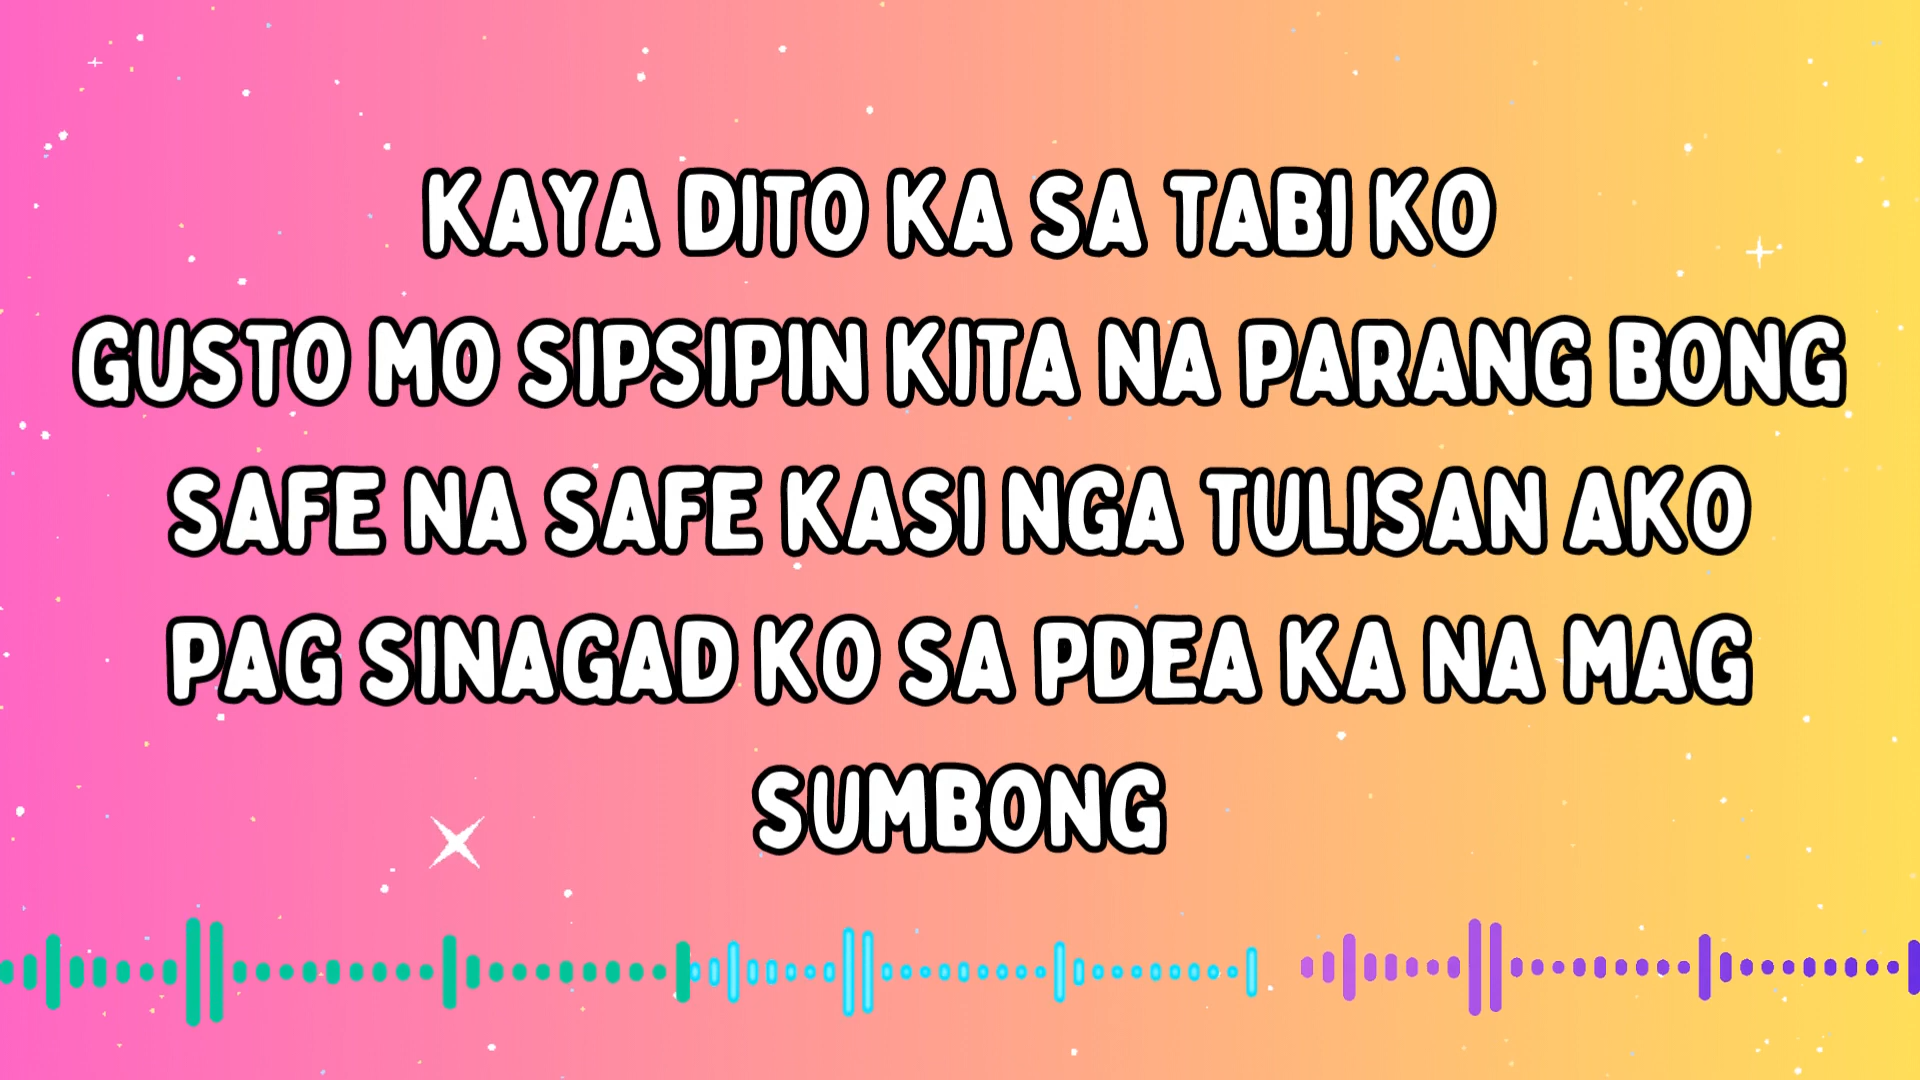 KAYA DITO KA SA TABI KO
GUSTO MO SIPSIPIN KITA NA PARANG BONG
SAFE NA SAFE KASI NGA TULISAN AKO
PAG SINAGAD KO SA PDEA KA NA MAG
SUMBONG